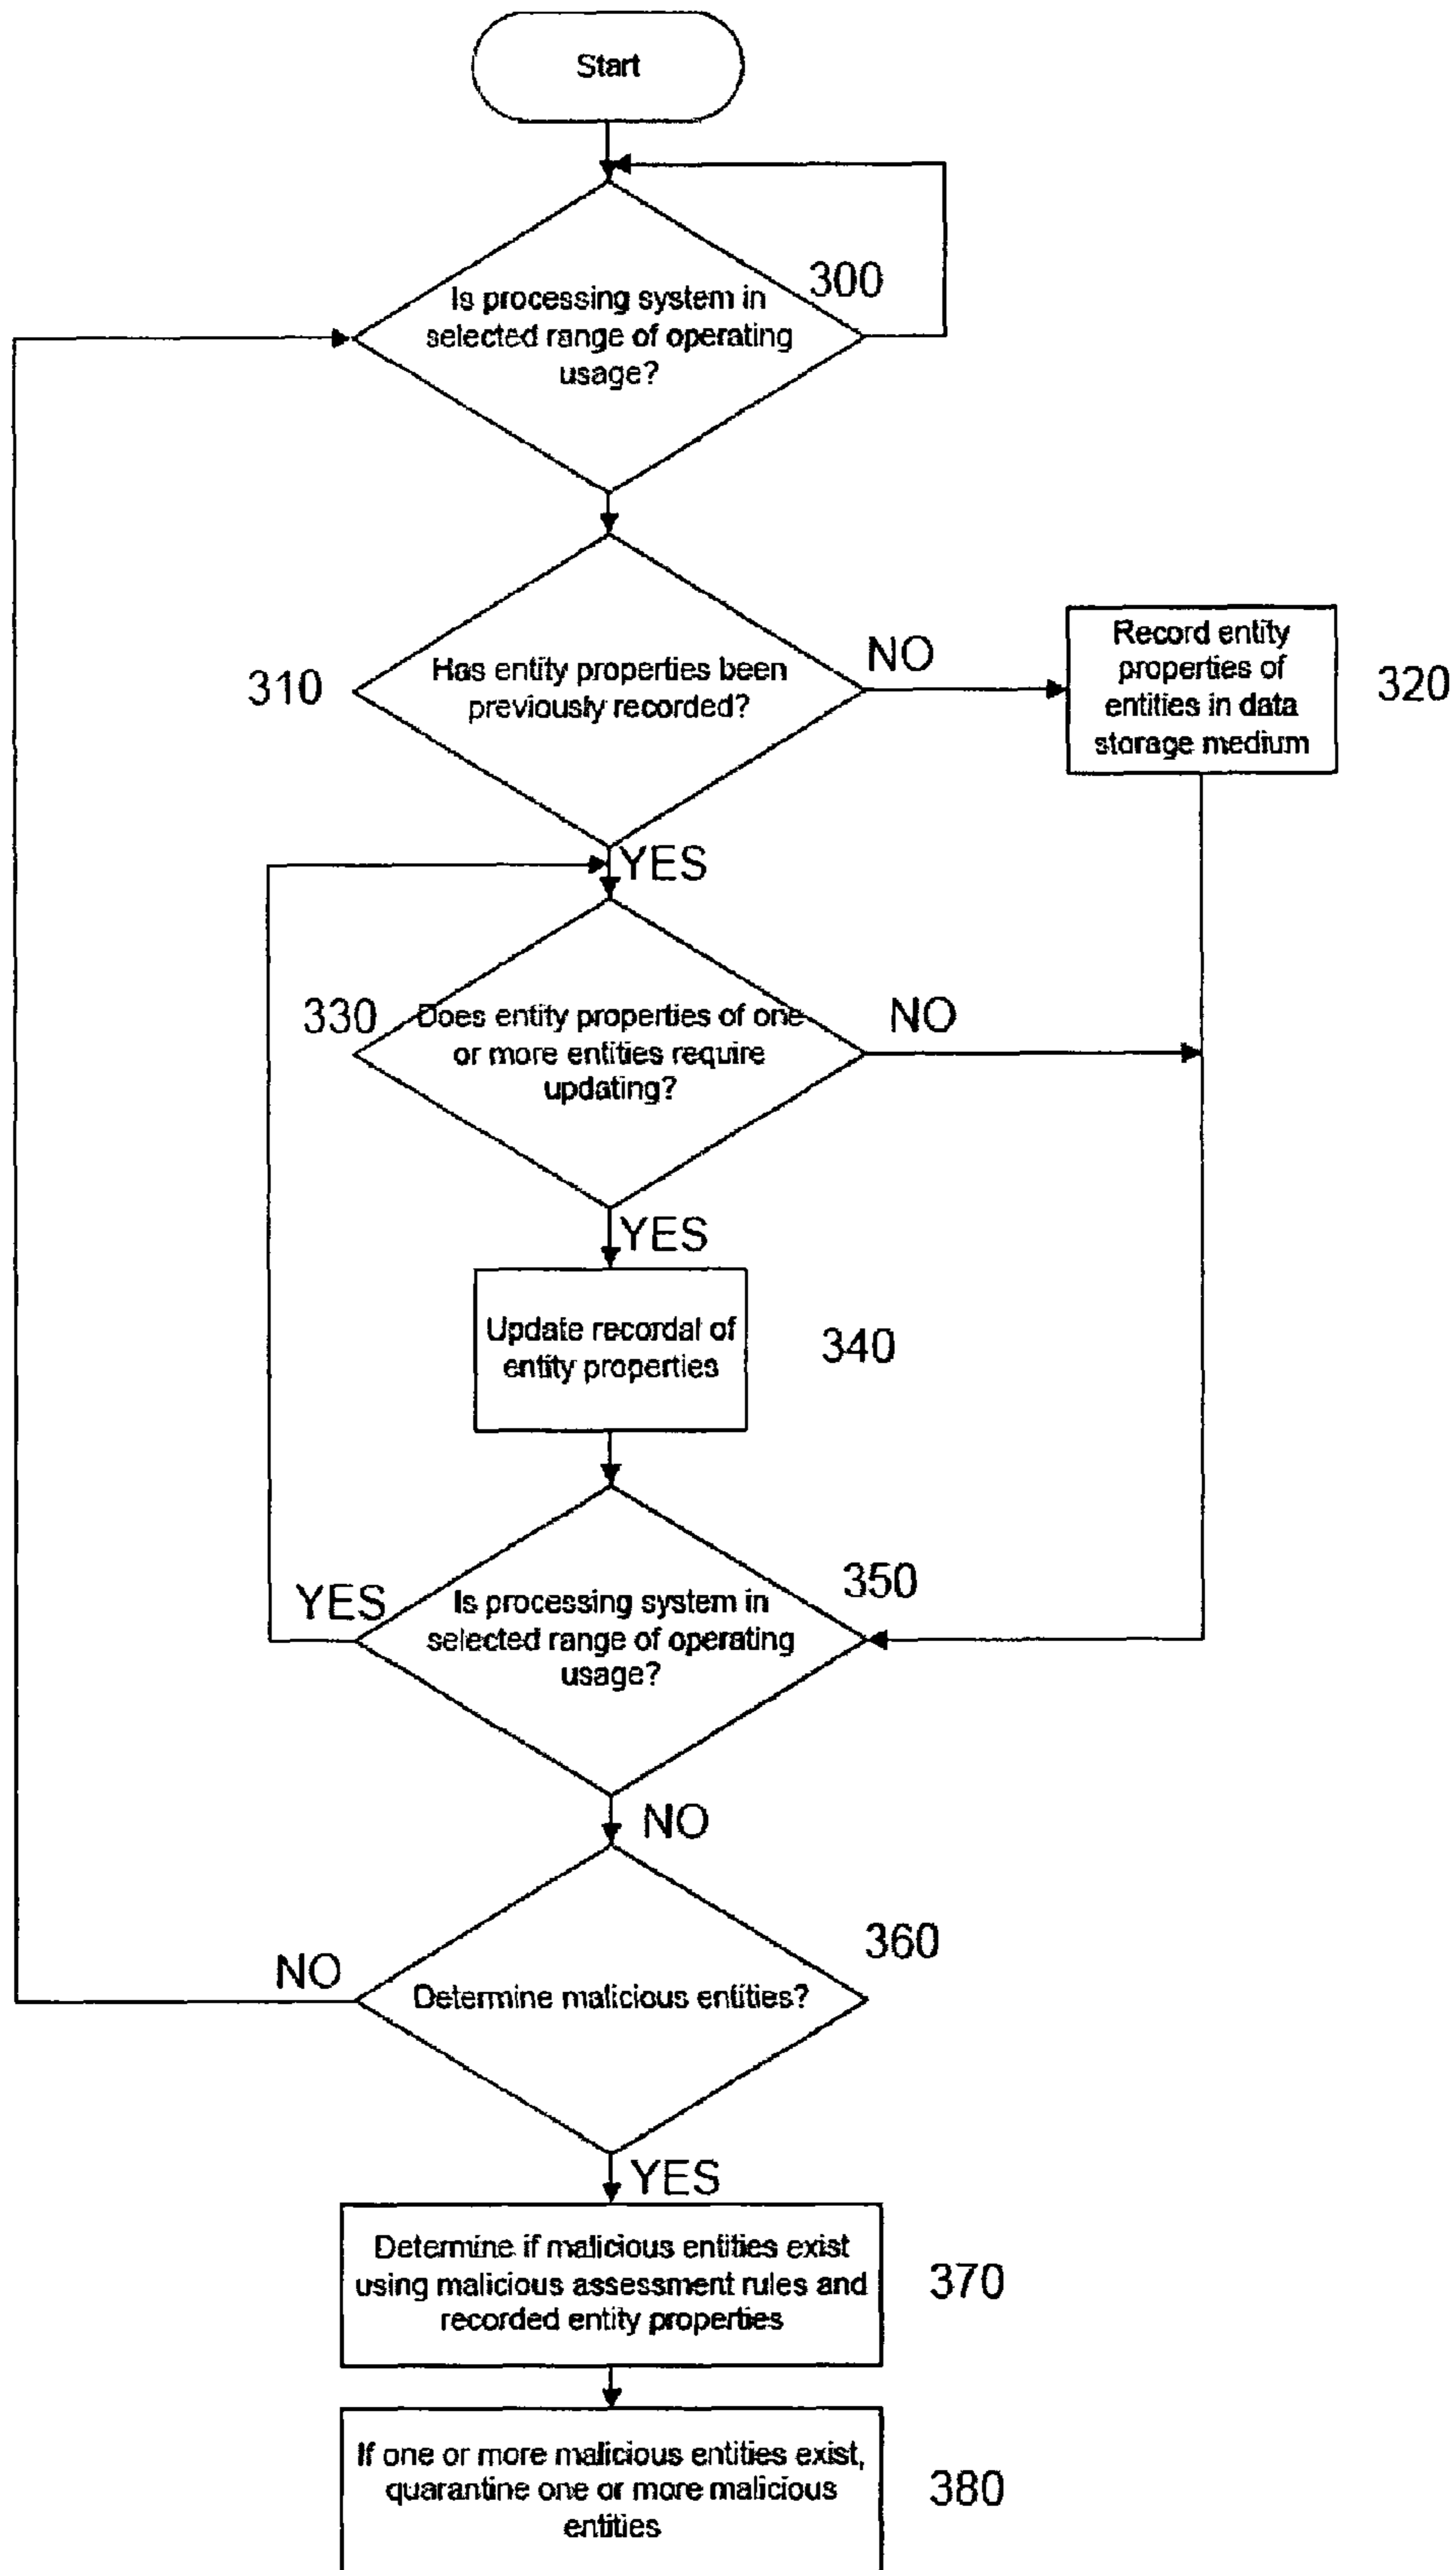 Start
300
Is processing system in
selected range of operating
usage?
310
Has entity properties been
previously recorded?
NO
Record entity
properties of
entities in data
storage medium
320
YES
330
Does entity properties of one
or more entities require
updating?
NO
YES
Update recordal of
entity properties
340
350
YES
Is processing system in
selected range of operating
usage?
NO
360
NO
Determine malicious entities?
YES
Determine if malicious entities exist
using malicious assessment rules and
recorded entity properties
370
If one or more malicious entities exist,
quarantine one or more malicious
entities
380